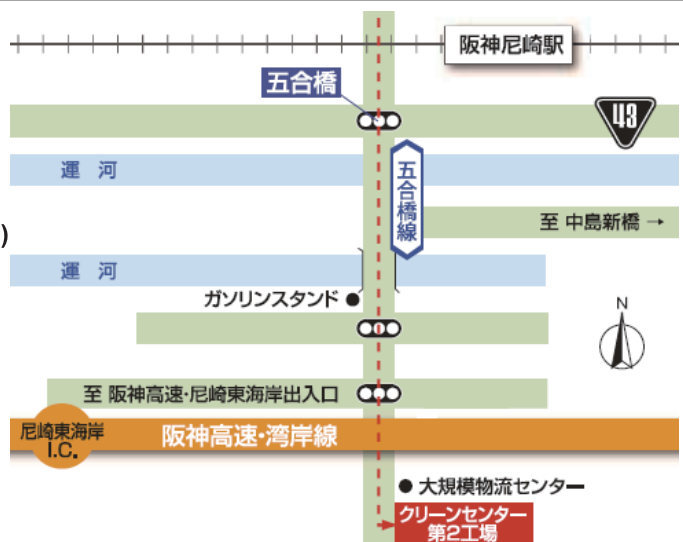 阪神尼崎駅
五合橋
43
運 河
五合橋線
)
至 中島新橋 →
運 河
ガソリンスタンド
N
至 阪神高速・尼崎東海岸出入口
尼崎東海岸
I.C.
阪神高速・湾岸線
大規模物流センター
クリーンセンター
第2工場